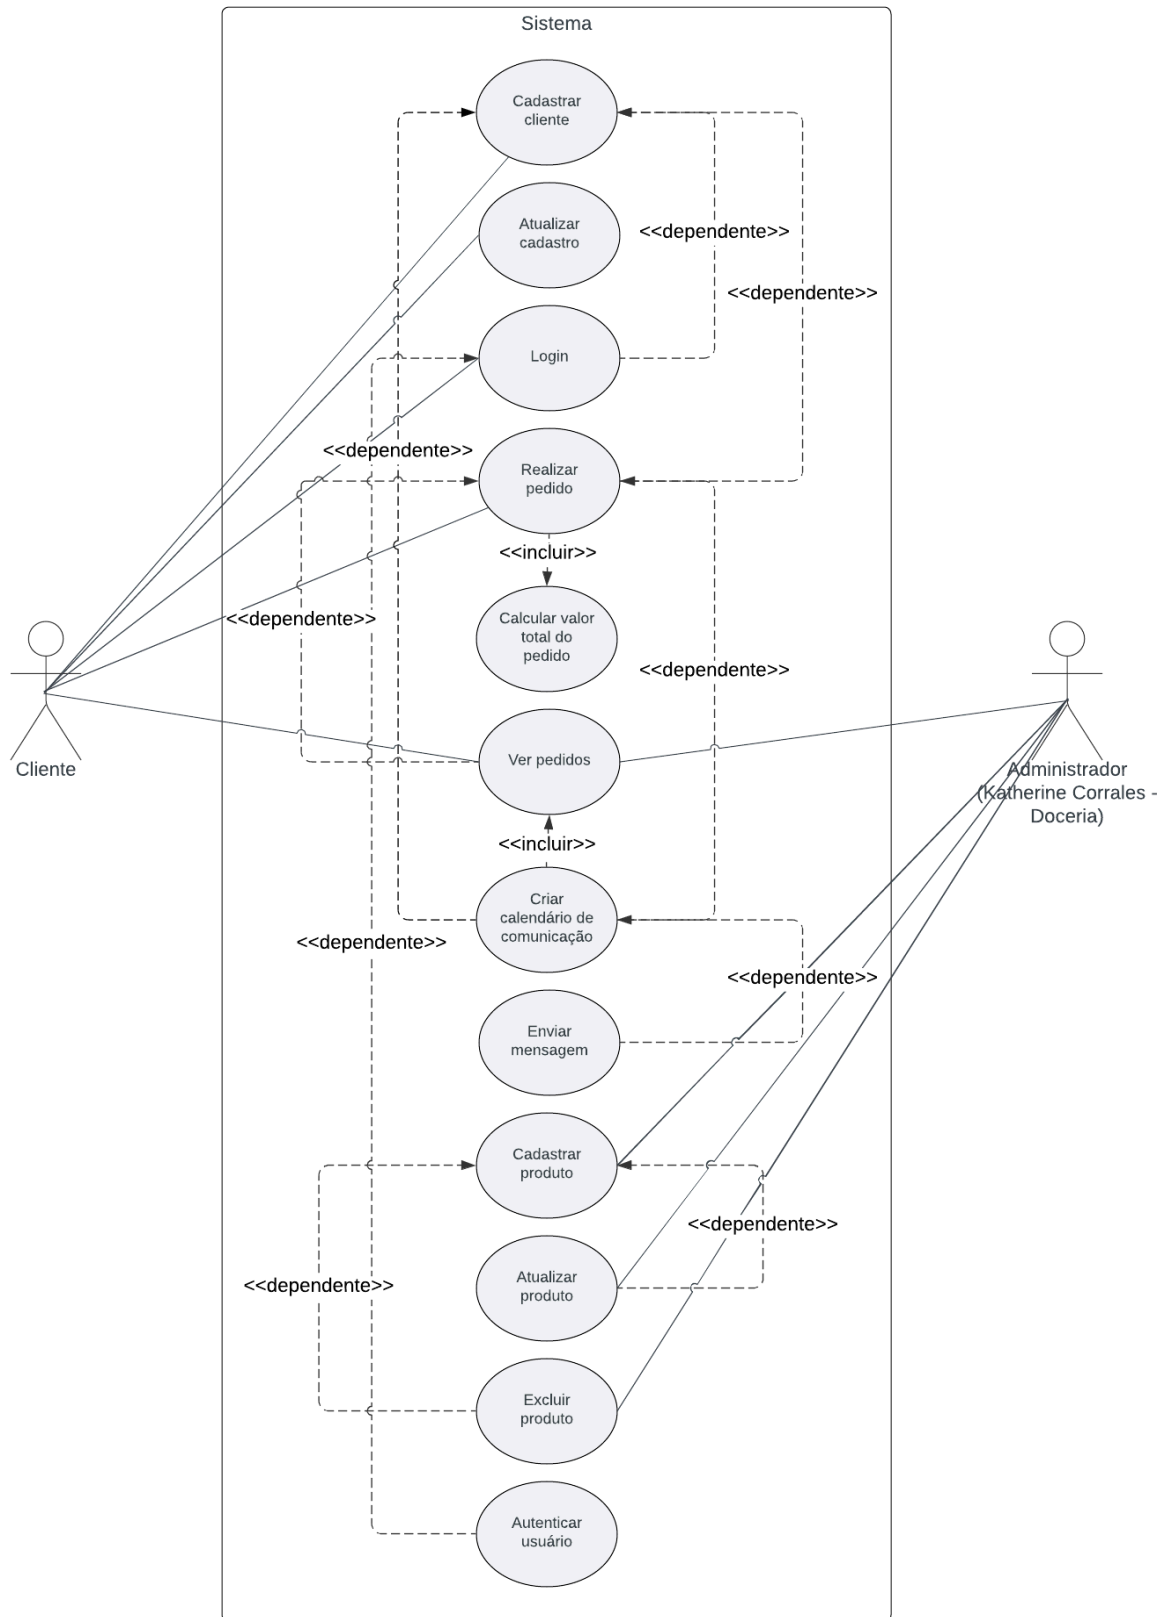 Sistema
Cadastrar
cliente
Atualizar
cadastro
<<dependente>>
<<dependente>>
Login
<<dependente>>
Realizar
pedido
<<incluir>>
Calcular valor
total do
pedido
<<dependente>>
<<dependente>>
Ver pedidos
Cliente
Administrador
(Katherine Corrales -
Doceria)
<<incluir>>
Criar
calendário de
comunicação
<<dependente>>
<<dependente>>
Enviar
mensagem
Cadastrar
produto
<<dependente>>
Atualizar
produto
<<dependente>>
Excluir
produto
Autenticar
usuário